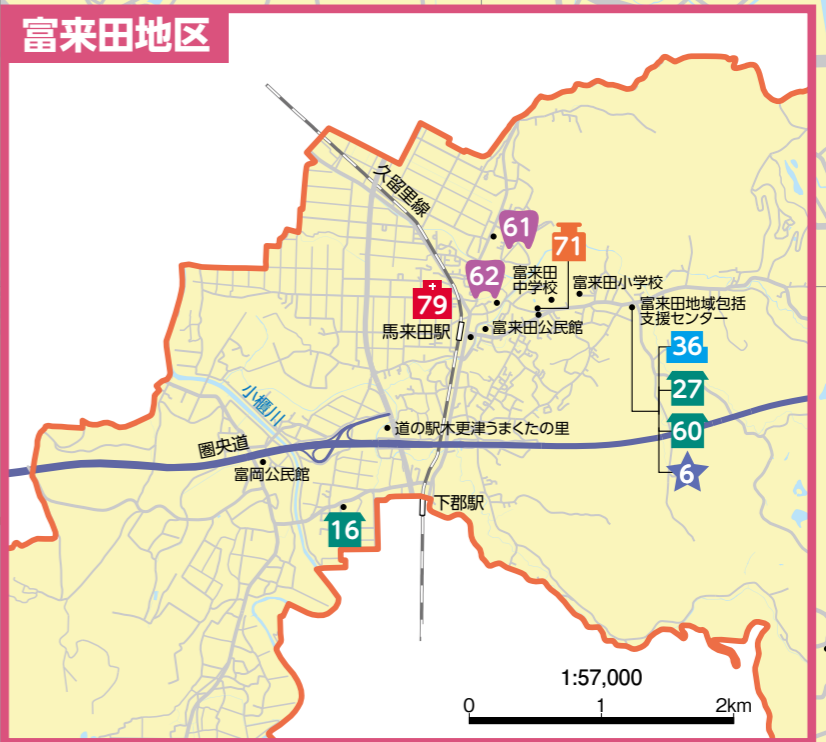 富来田地区
久留里線
61
71
62
富来田
中学校
富来田小学校
79
富来田地域包括
支援センター
馬来田駅
富来田公民館
36
27
小櫃川
道の駅木更津うまくたの里
60
圏央道
富岡公民館
6
下郡駅
16
1:57,000
0 1 2km